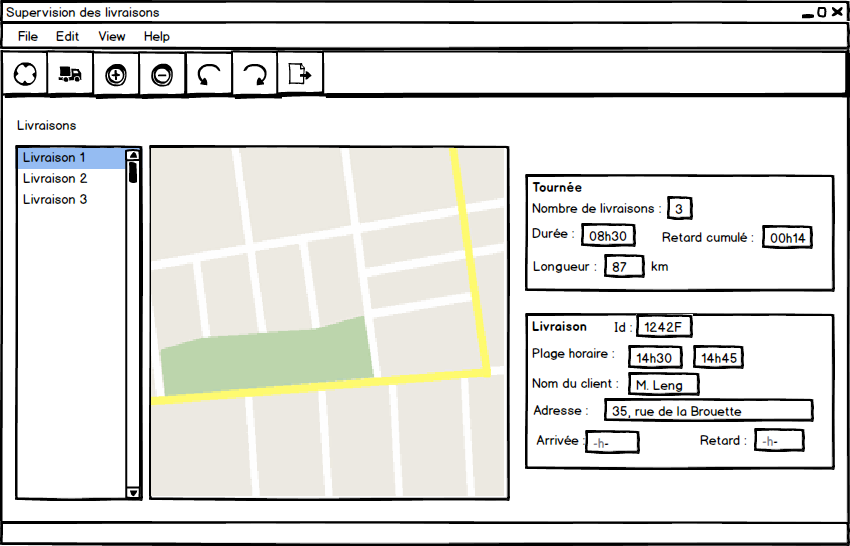 Supervision des livraisons
File Edit View Help
Livraisons
Livraison 1
Livraison 2
Livraison 3
Tournée
Nombre de livraisons : 3
Durée : 08h30 Retard cumulé : 00h14
Longueur : 87 km
Livraison Id : 1242F
Plage horaire : 14h30 14h45
Nom du client : M. Leng
Adresse : 35, rue de la Brouette
Arrivée : -h- Retard : -h-